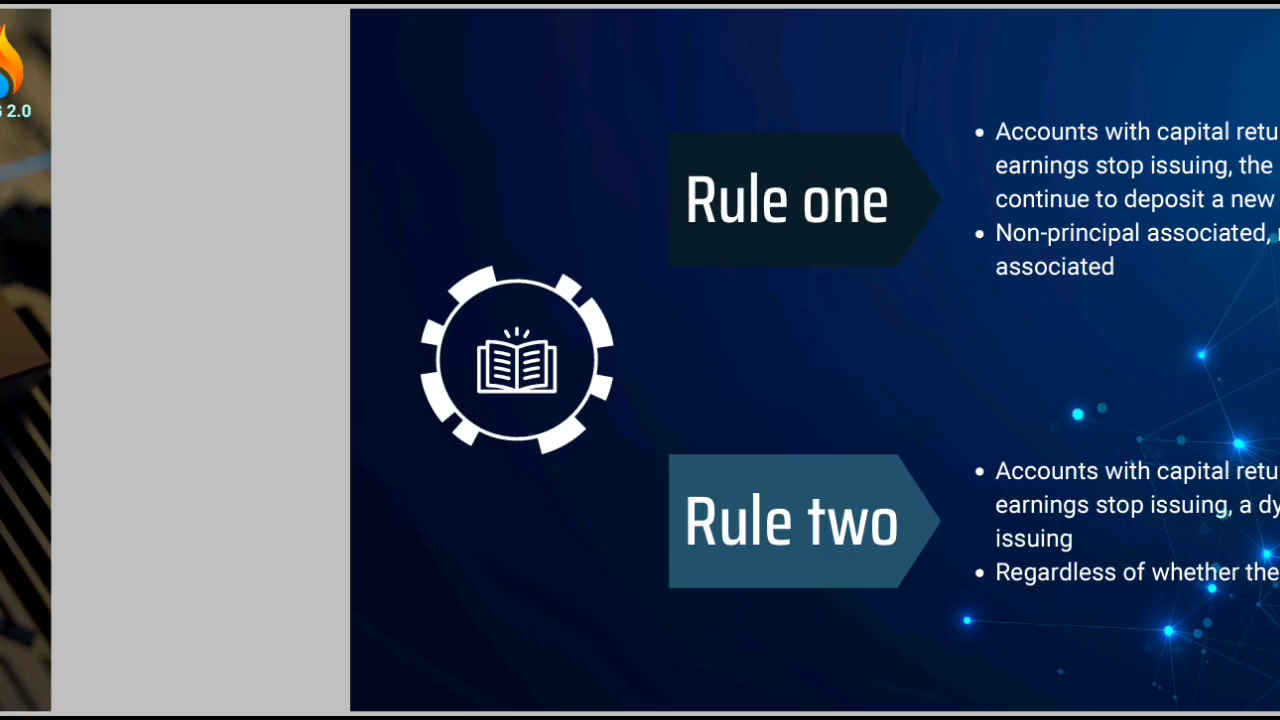 2.0
Rule one
Accounts with capital retu
earnings stop issuing, the
continue to deposit a new
Non-principal associated,
associated
Rule two
Accounts with capital retu
earnings stop issuing, a dy
issuing
Regardless of whether the